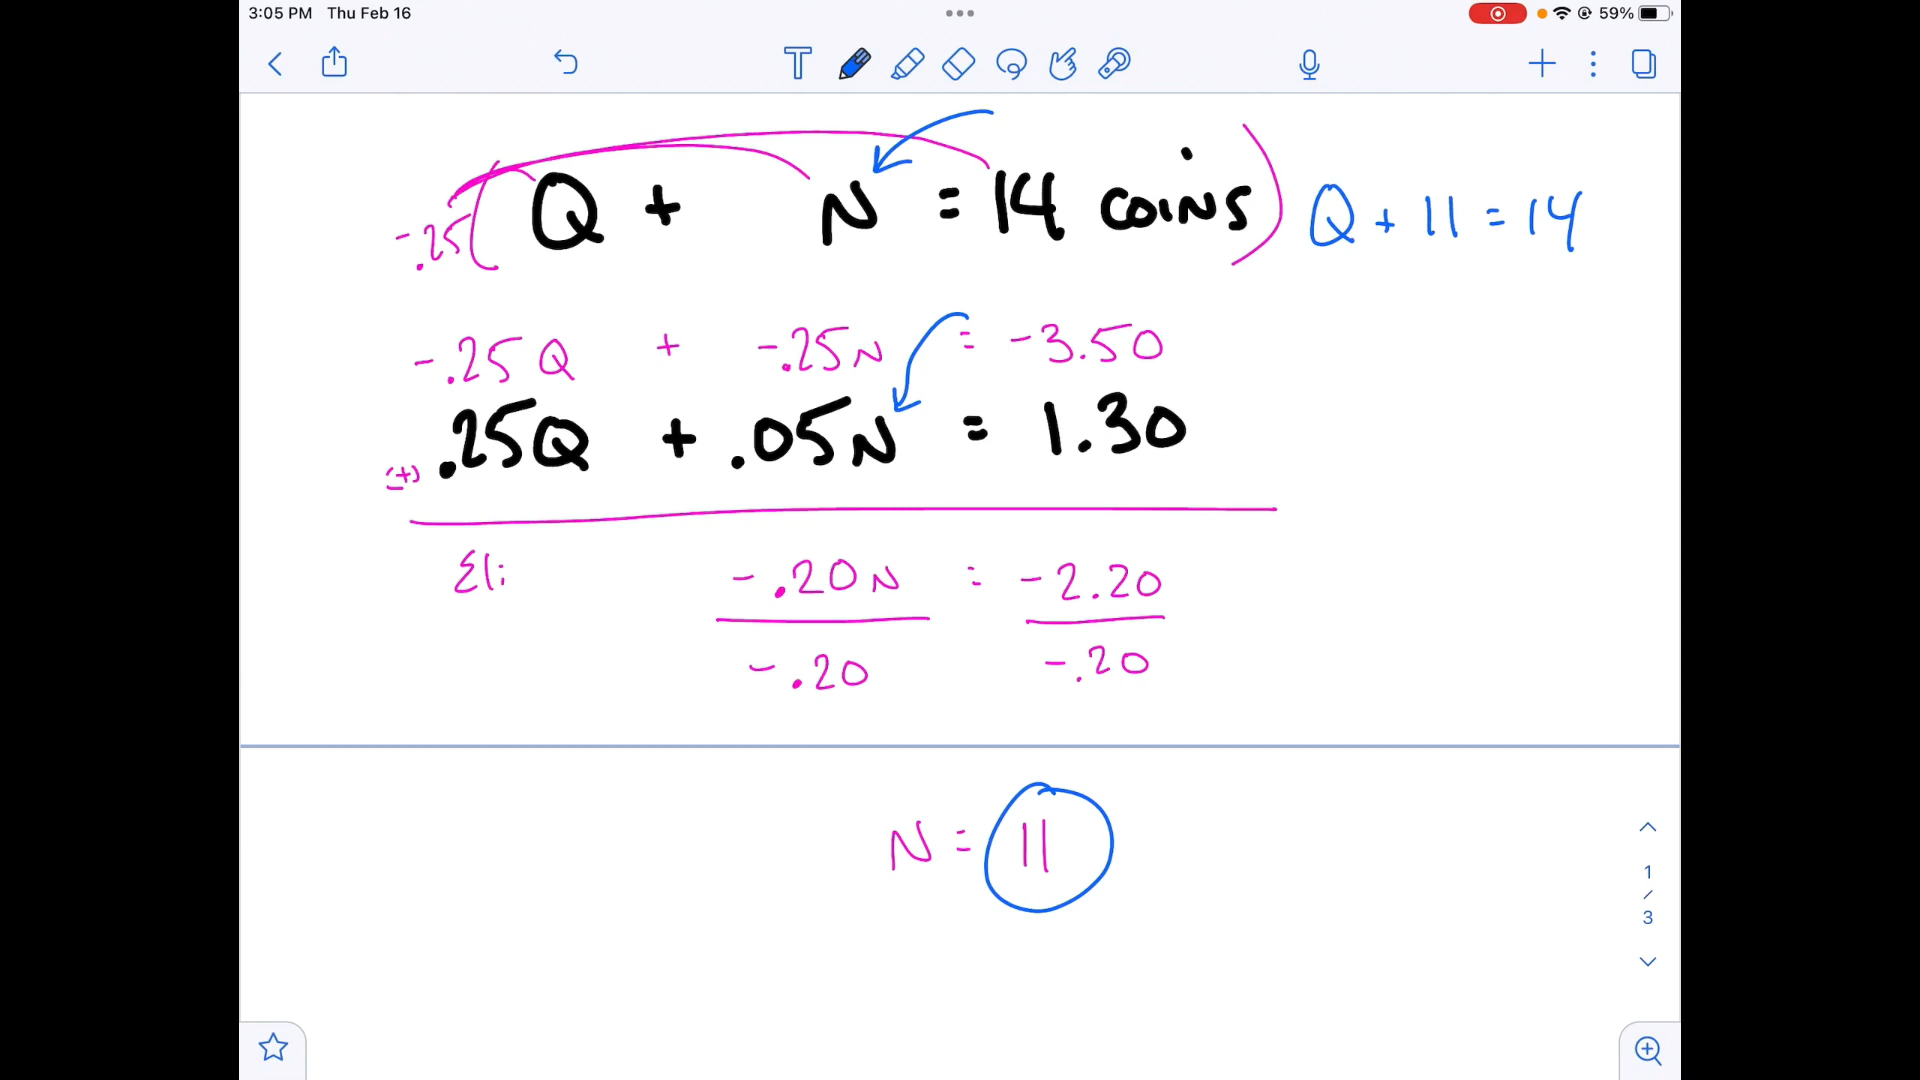 3:05 PM Thu Feb 16
59%
-.25( Q + N = 14 coins) Q + 11 = 14
-.25Q + -.25N = -3.50
.25Q + .05N = 1.30
(+)
Eli -.20N = -2.20
-.20 -.20
N = 11
1
/
3